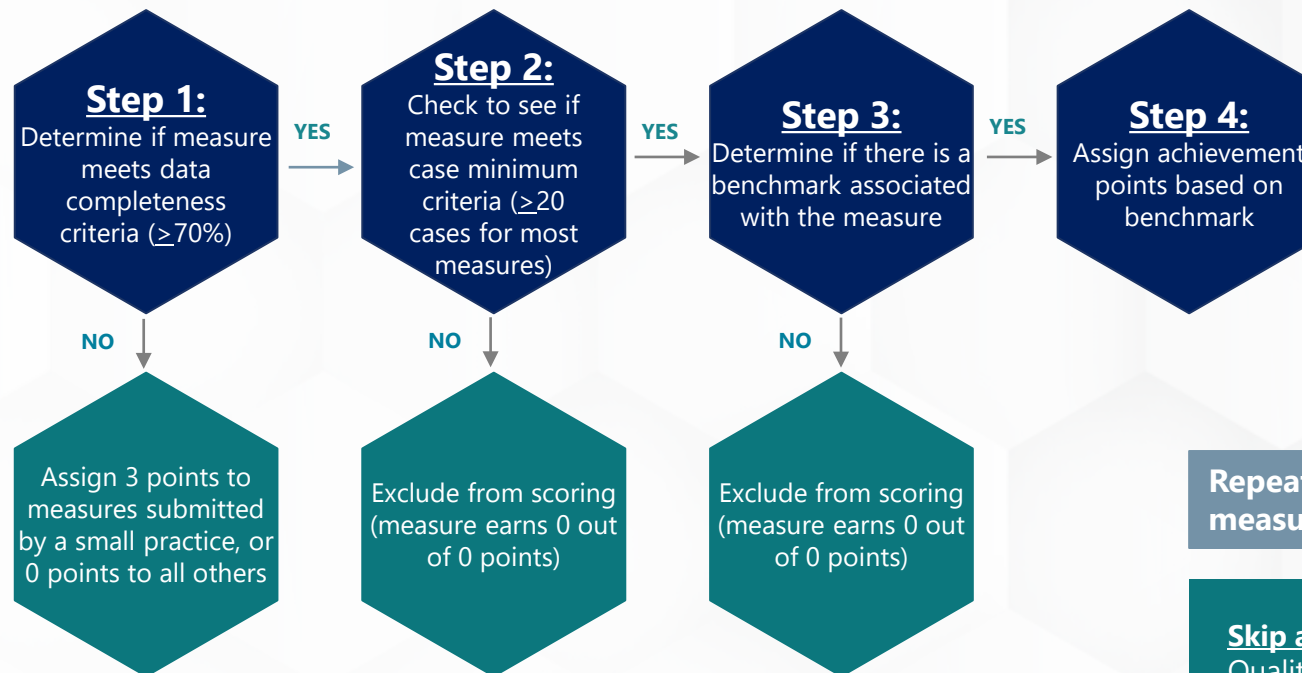 Step 1:
Determine if measure
meets data
completeness
criteria (>70%)
YES
Step 2:
Check to see if
measure meets
case minimum
criteria (>20
cases for most
measures)
YES
Step 3:
Determine if there is a
benchmark associated
with the measure
YES
Step 4:
Assign achievement
points based on
benchmark
NO
NO
NO
Assign 3 points to
measures submitted
by a small practice, or
0 points to all others
Exclude from scoring
(measure earns 0 out
of 0 points)
Exclude from scoring
(measure earns 0 out
of 0 points)
Repeat
measu
Skip a
Qualit